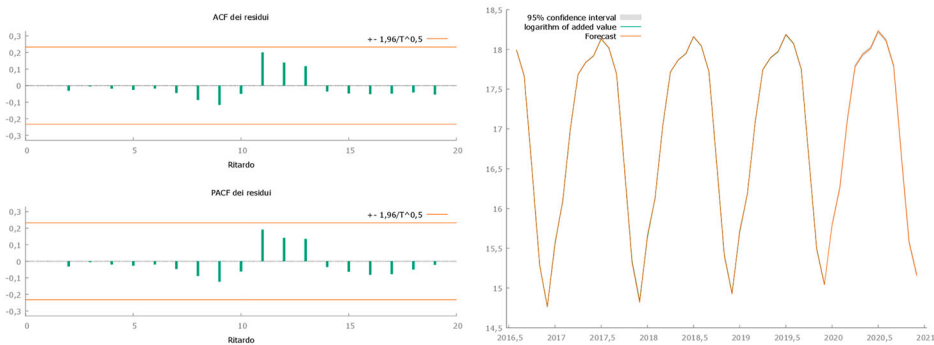 ACF dei residui
+- 1,96/T^0,5
0,3
0,2
0,1
0
-0,1
-0,2
-0,3
0 5 10 15 20
Ritardo
PACF dei residui
+- 1,96/T^0,5
0,3
0,2
0,1
0
-0,1
-0,2
-0,3
0 5 10 15 20
Ritardo
95% confidence interval
logarithm of added value
Forecast
18,5
18
17,5
17
16,5
16
15,5
15
14,5
2016,5 2017 2017,5 2018 2018,5 2019 2019,5 2020 2020,5 2021